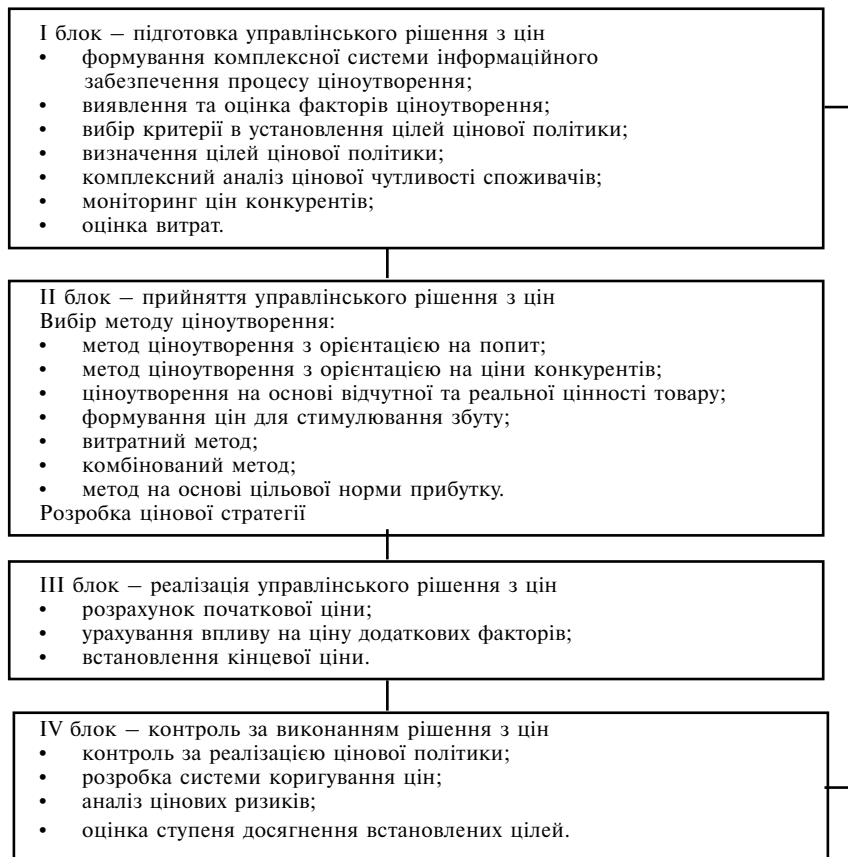 І блок – підготовка управлінського рішення з цін
• формування комплексної системи інформаційного
забезпечення процесу ціноутворення;
• виявлення та оцінка факторів ціноутворення;
• вибір критерії в установлення цілей цінової політики;
• визначення цілей цінової політики;
• комплексний аналіз цінової чутливості споживачів;
• моніторинг цін конкурентів;
• оцінка витрат.
ІІ блок – прийняття управлінського рішення з цін
Вибір методу ціноутворення:
• метод ціноутворення з орієнтацією на попит;
• метод ціноутворення з орієнтацією на ціни конкурентів;
• ціноутворення на основі відчутної та реальної цінності товару;
• формування цін для стимулювання збуту;
• витратний метод;
• комбінований метод;
• метод на основі цільової норми прибутку.
Розробка цінової стратегії
ІІІ блок – реалізація управлінського рішення з цін
• розрахунок початкової ціни;
• урахування впливу на ціну додаткових факторів;
• встановлення кінцевої ціни.
IV блок – контроль за виконанням рішення з цін
• контроль за реалізацією цінової політики;
• розробка системи коригування цін;
• аналіз цінових ризиків;
• оцінка ступеня досягнення встановлених цілей.